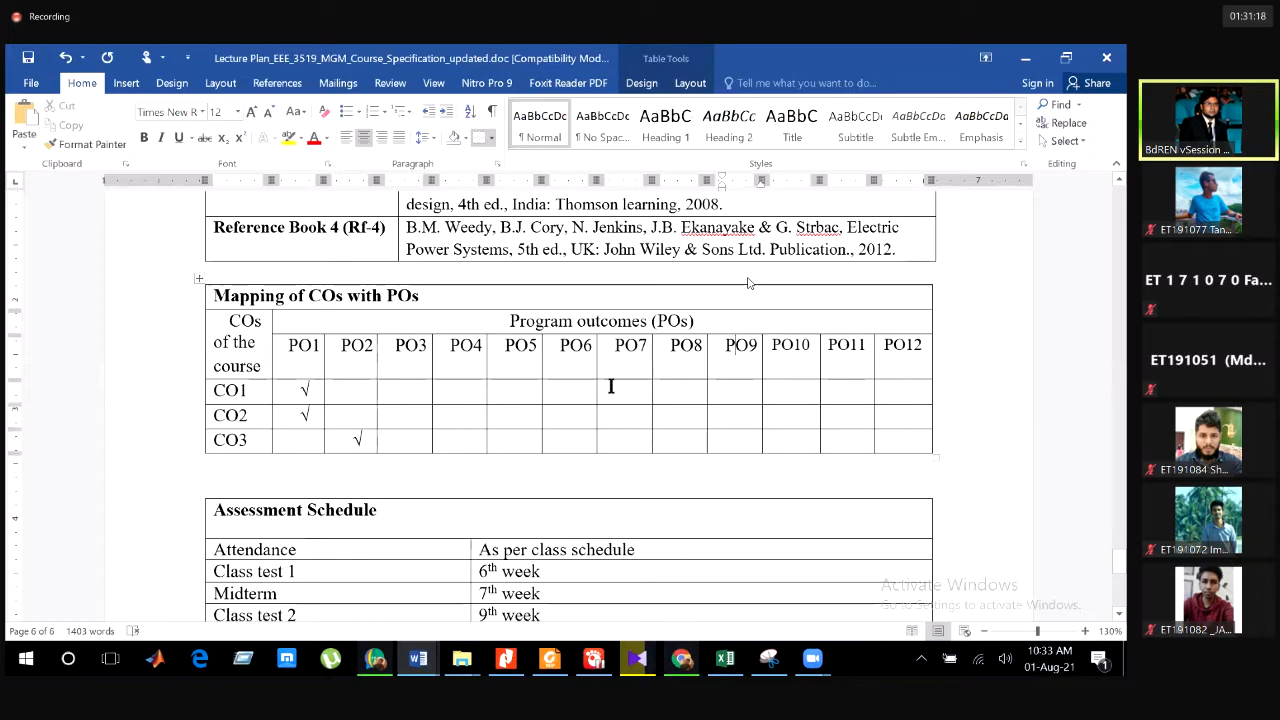 Recording
01:31:18
Lecture Plan_EEE_3519_MGM_Course_Specification_updated.doc [Compatibility Mod...
Table Tools
File
Home
Insert
Design
Layout
References
Mailings
Review
View
Nitro Pro 9
Foxit Reader PDF
Design
Layout
Tell me what you want to do...
Sign in
Share
Paste
Cut
Copy
Format Painter
Clipboard
Times New R
12
Font
Paragraph
AaBbCcDc
¶ Normal
AaBbCcDc
¶ No Spac...
AaBbC
Heading 1
AaBbCc
Heading 2
AaBbC
Title
AaBbCcD
Subtitle
AaBbCcDd
Subtle Em...
AaBbCcDd
Emphasis
Styles
Find
Replace
Select
Editing
design, 4th ed., India: Thomson learning, 2008.
Reference Book 4 (Rf-4)
B.M. Weedy, B.J. Cory, N. Jenkins, J.B. Ekanayake & G. Strbac, Electric
Power Systems, 5th ed., UK: John Wiley & Sons Ltd. Publication., 2012.
Mapping of COs with POs
COs
of the
course
Program outcomes (POs)
PO1 PO2 PO3 PO4 PO5 PO6 PO7 PO8 PO9 PO10 PO11 PO12
CO1 √
CO2 √
CO3 √
Assessment Schedule
Attendance As per class schedule
Class test 1 6th week
Midterm 7th week
Class test 2 9th week
Activate Windows
Go to Settings to activate Windows.
Page 6 of 6
1403 words
130%
10:33 AM
01-Aug-21
1
BdREN vSession ...
ET191077 Tan...
ET 1 7 1 0 7 0 Fa...
ET191051 (Md...
ET191084 Sh...
ET191072 Im...
ET191082 _JA...